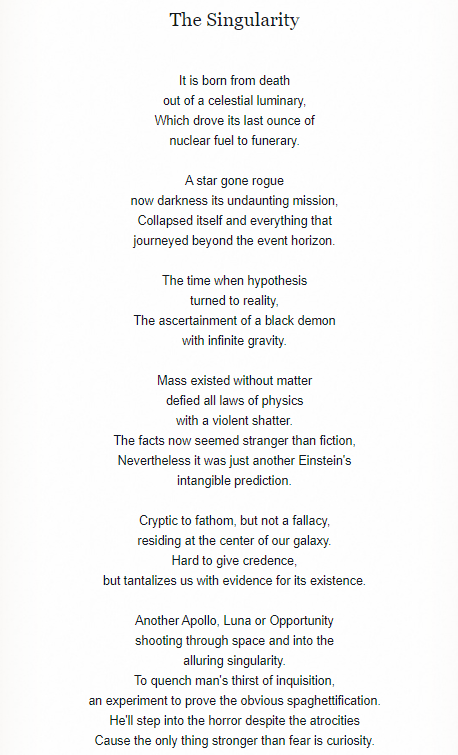 The Singularity
It is born from death
out of a celestial luminary,
Which drove its last ounce of
nuclear fuel to funerary.
A star gone rogue
now darkness its undaunting mission,
Collapsed itself and everything that
journeyed beyond the event horizon.
The time when hypothesis
turned to reality,
The ascertainment of a black demon
with infinite gravity.
Mass existed without matter
defied all laws of physics
with a violent shatter.
The facts now seemed stranger than fiction,
Nevertheless it was just another Einstein's
intangible prediction.
Cryptic to fathom, but not a fallacy,
residing at the center of our galaxy.
Hard to give credence,
but tantalizes us with evidence for its existence.
Another Apollo, Luna or Opportunity
shooting through space and into the
alluring singularity.
To quench man's thirst of inquisition,
an experiment to prove the obvious spaghettification.
He'll step into the horror despite the atrocities
Cause the only thing stronger than fear is curiosity.